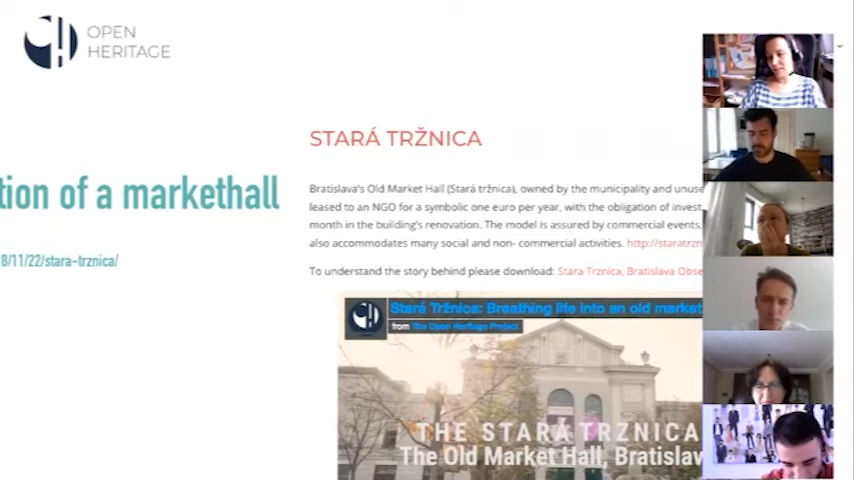 OPEN
HERITAGE
STARÁ TRŽNICA
tion of a markethall
8/11/22/stara-trznica/
Bratislava's Old Market Hall (Stará tržnica), owned by the municipality and unuse
leased to an NGO for a symbolic one euro per year, with the obligation of invest
month in the building's renovation. The model is assured by commercial events,
also accommodates many social and non- commercial activities. http://staratrzn
To understand the story behind please download: Stara Trznica, Bratislava Obse
Stará Tržnica: Breathing life into an old market
from The Open Heritage Project
THE STARÁ TRZNICA
The Old Market Hall, Bratislav